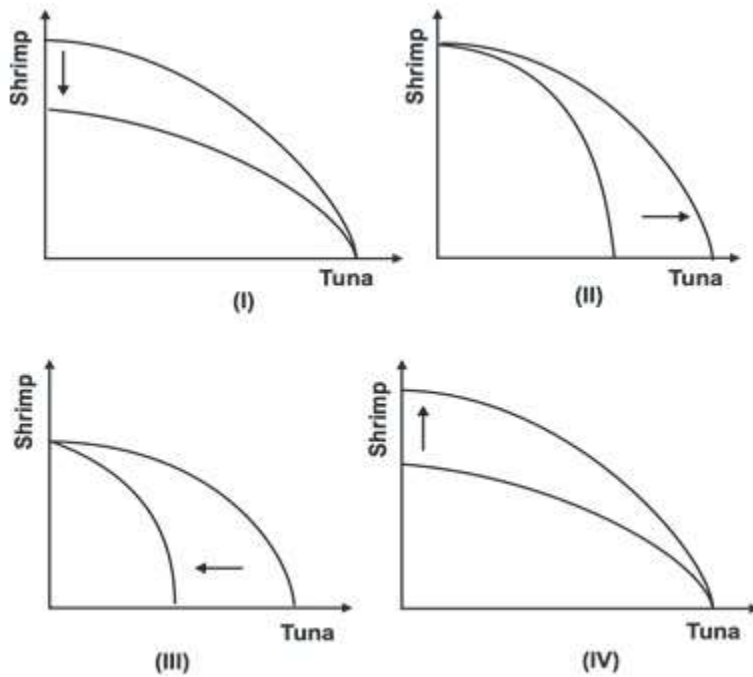 Shrimp
Tuna
(I)
Shrimp
Tuna
(II)
Shrimp
Tuna
(III)
Shrimp
Tuna
(IV)